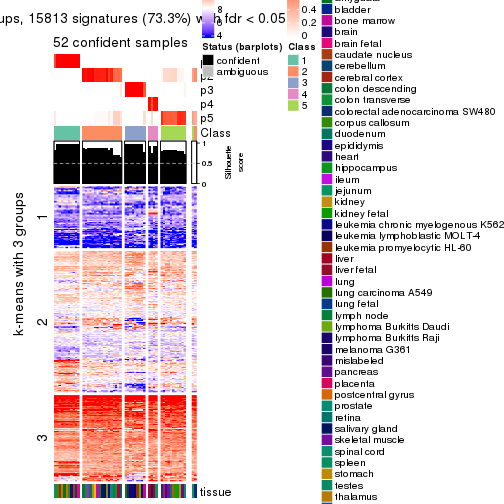 ups, 15813 signatures (73.3%) with fdr < 0.05
52 confident samples
p2
p3
p4
p5
Class
1
0.5
0
Silhouette
score
k-means with 3 groups
1
2
3
tissue
8
6
4
0.4
0.2
0
Status (barplots)
confident
ambiguous
Class
1
2
3
4
5
bladder
bone marrow
brain
brain fetal
caudate nucleus
cerebellum
cerebral cortex
colon descending
colon transverse
colorectal adenocarcinoma SW480
corpus callosum
duodenum
epididymis
heart
hippocampus
ileum
jejunum
kidney
kidney fetal
leukemia chronic myelogenous K562
leukemia lymphoblastic MOLT-4
leukemia promyelocytic HL-60
liver
liver fetal
lung
lung carcinoma A549
lung fetal
lymph node
lymphoma Burkitts Daudi
lymphoma Burkitts Raji
melanoma G361
mislabeled
pancreas
placenta
postcentral gyrus
prostate
retina
salivary gland
skeletal muscle
spinal cord
spleen
stomach
testes
thalamus